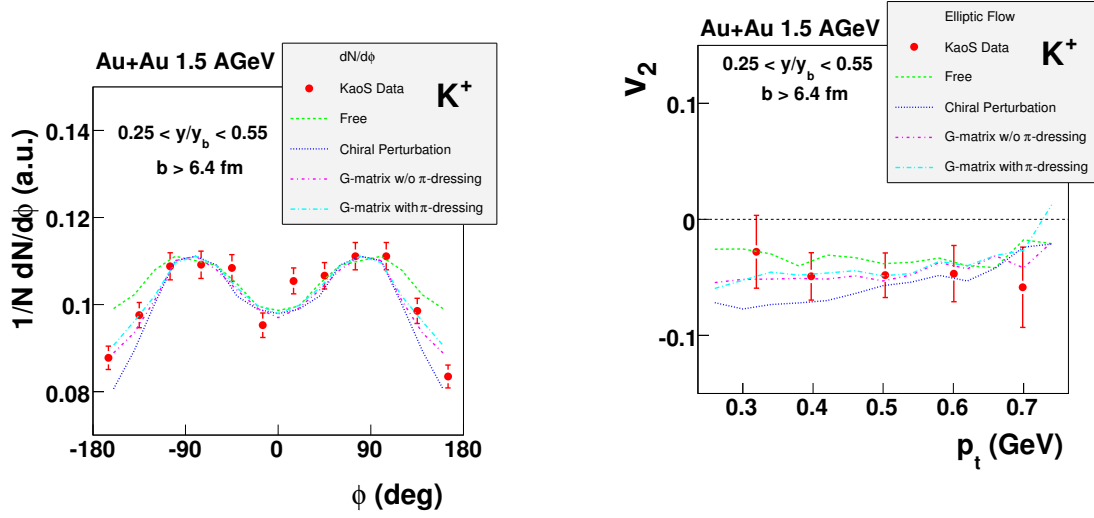 Au+Au 1.5 AGeV
dN/dϕ
KaoS Data
K+
Free
Chiral Perturbation
G-matrix w/o π-dressing
G-matrix with π-dressing
0.25 < y/y_b < 0.55
b > 6.4 fm
1/N dN/dϕ (a.u.)
0.14
0.12
0.1
0.08
-180
-90
0
90
180
ϕ (deg)
Au+Au 1.5 AGeV
Elliptic Flow
KaoS Data
K+
Free
Chiral Perturbation
G-matrix w/o π-dressing
G-matrix with π-dressing
0.25 < y/y_b < 0.55
b > 6.4 fm
v_2
0.1
0
-0.1
0.3
0.4
0.5
0.6
0.7
p_t (GeV)